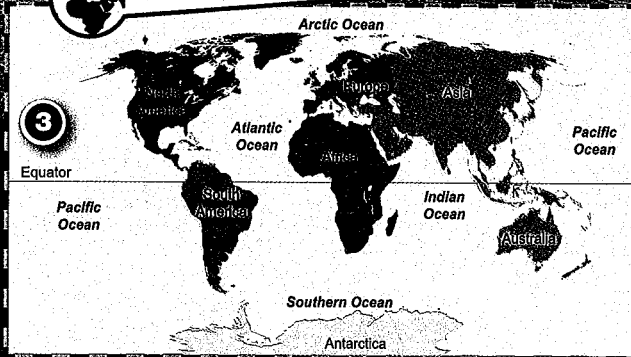 Arctic Ocean
North
America
Europe
Asia
3
Atlantic
Ocean
Pacific
Ocean
Africa
Equator
South
America
Indian
Ocean
Pacific
Ocean
Australia
Southern Ocean
Antarctica